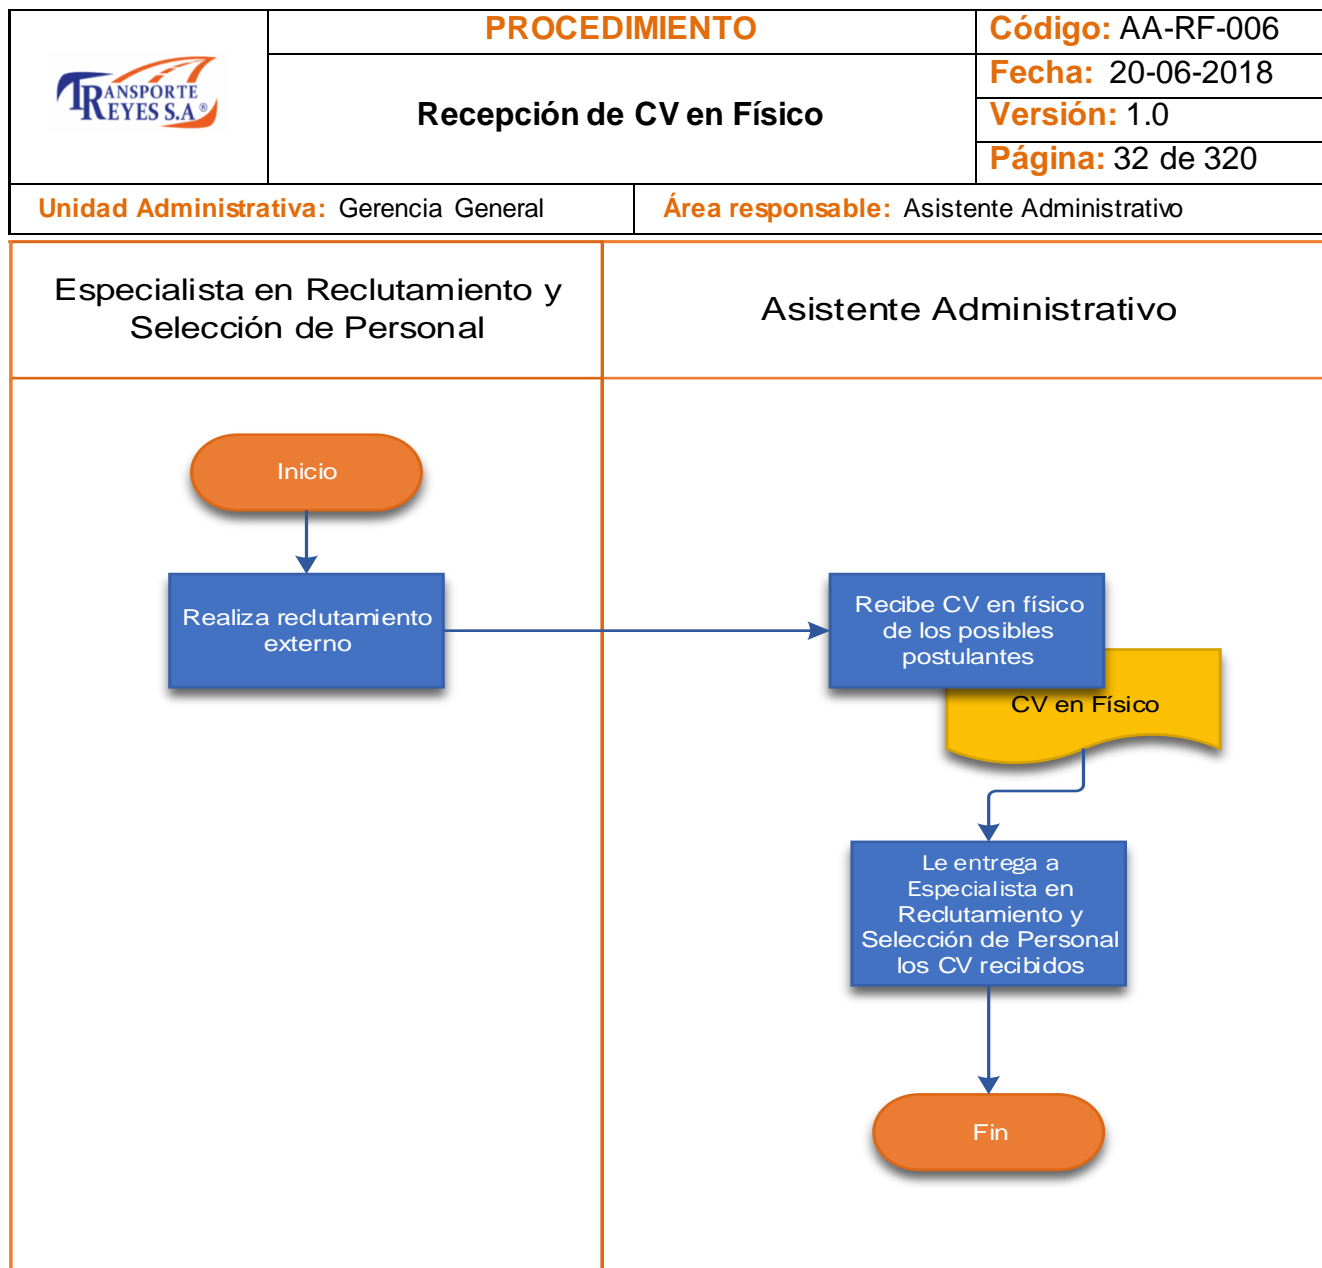 TRANSPORTE
REYES S.A®
PROCEDIMIENTO
Recepción de CV en Físico
Código: AA-RF-006
Fecha: 20-06-2018
Versión: 1.0
Página: 32 de 320
Unidad Administrativa: Gerencia General
Área responsable: Asistente Administrativo
Especialista en Reclutamiento y
Selección de Personal
Asistente Administrativo
Inicio
Realiza reclutamiento
externo
Recibe CV en físico
de los posibles
postulantes
CV en Físico
Le entrega a
Especialista en
Reclutamiento y
Selección de Personal
los CV recibidos
Fin